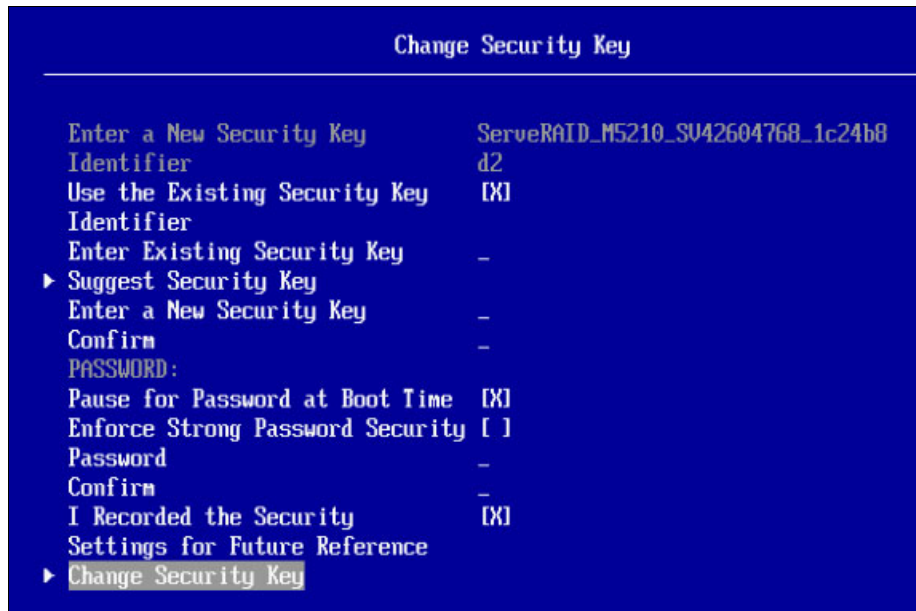 Change Security Key
Enter a New Security Key ServeRAID_M5210_SV42604768_1c24b8
Identifier d2
Use the Existing Security Key [X]
Identifier
Enter Existing Security Key _
▶ Suggest Security Key
Enter a New Security Key _
Confirm _
PASSWORD:
Pause for Password at Boot Time [X]
Enforce Strong Password Security [ ]
Password _
Confirm _
I Recorded the Security [X]
Settings for Future Reference
▶ Change Security Key